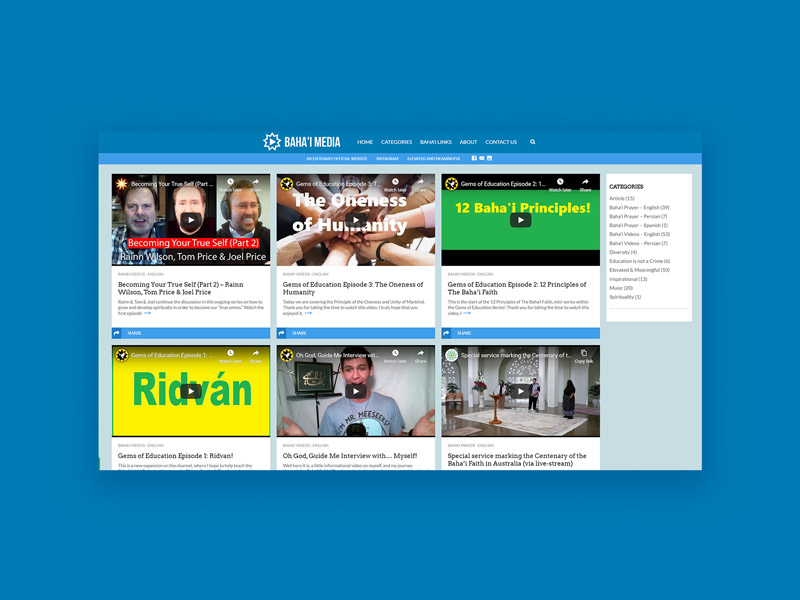 BAHA'I MEDIA
HOME CATEGORIES BAHA'I LINKS ABOUT CONTACT US
BICENTENARY OFFICIAL WEBSITE INSTAGRAM ELEVATED AND MEANINGFUL
Becoming Your True Self (Part ...
Watch later Share
Becoming Your True Self (Part 2)
Rainn Wilson, Tom Price & Joel Price
BAHA'I VIDEOS - ENGLISH
Becoming Your True Self (Part 2) – Rainn
Wilson, Tom Price & Joel Price
Rainn & Tom & Joel continue the discussion in this ongoing series on how to
grow and develop spiritually in order to become our "true selves." Watch the
first episode
SHARE
Gems of Education Episode 3: 1...
Watch later Share
The Oneness
of Humanity
BAHA'I VIDEOS - ENGLISH
Gems of Education Episode 3: The Oneness of
Humanity
Today we are covering the Principle of the Oneness and Unity of Mankind.
Thank you for taking the time to watch this video. I truly hope that you
enjoyed it.
SHARE
Gems of Education Episode 2: 1...
Watch later Share
12 Baha'i Principles!
BAHA'I VIDEOS - ENGLISH
Gems of Education Episode 2: 12 Principles of
The Baha'i Faith
This is the start of the 12 Principles of The Baha'i Faith, mini-series within
the Gems of Education Series! Thank you for taking the time to watch this
video, I
SHARE
CATEGORIES
Article (15)
Baha'i Prayer – English (39)
Baha'i Prayer – Persian (7)
Baha'i Prayer – Spanish (1)
Baha'i Videos – English (53)
Baha'i Videos – Persian (7)
Diversity (4)
Education is not a Crime (6)
Elevated & Meaningful (50)
Inspirational (13)
Music (20)
Spirituality (1)
Gems of Education Episode 1: ...
Watch later Share
Ridván
BAHA'I VIDEOS - ENGLISH
Gems of Education Episode 1: Ridvan!
This is a new expansion on the channel, where I hope to help teach the
Oh God, Guide Me Interview wit...
Watch later Share
I'M MR. MEESEEKS!
BAHA'I VIDEOS - ENGLISH
Oh God, Guide Me Interview with.... Myself!
Well here it is, a little informational video on myself, and my journey
Special service marking the Centenary of t...
Copy link
BAHA'I PRAYER - ENGLISH
Special service marking the Centenary of the
Baha'i Faith in Australia (via live-stream)